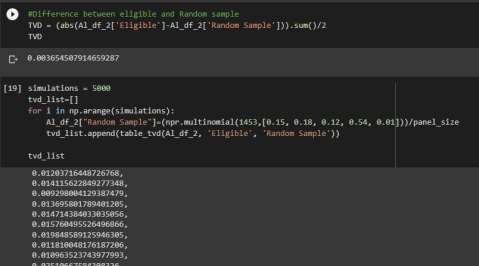 #Difference between eligible and Random sample
TVD = (abs(Al_df_2['Eligible']-Al_df_2['Random Sample'])).sum()/2
TVD
0.003654507914659287
[19] simulations = 5000
tvd_list=[]
for i in np.arange(simulations):
Al_df_2["Random Sample"]=(npr.multinomial(1453,[0.15, 0.18, 0.12, 0.54, 0.01]))/panel_size
tvd_list.append(table_tvd(Al_df_2, 'Eligible', 'Random Sample'))
tvd_list
0.01203716448726768,
0.014115622849277348,
0.009298004129387479,
0.013695801789401205,
0.014714384033035056,
0.015760495526496866,
0.019848589125946305,
0.011810048176187206,
0.010963523743977993,